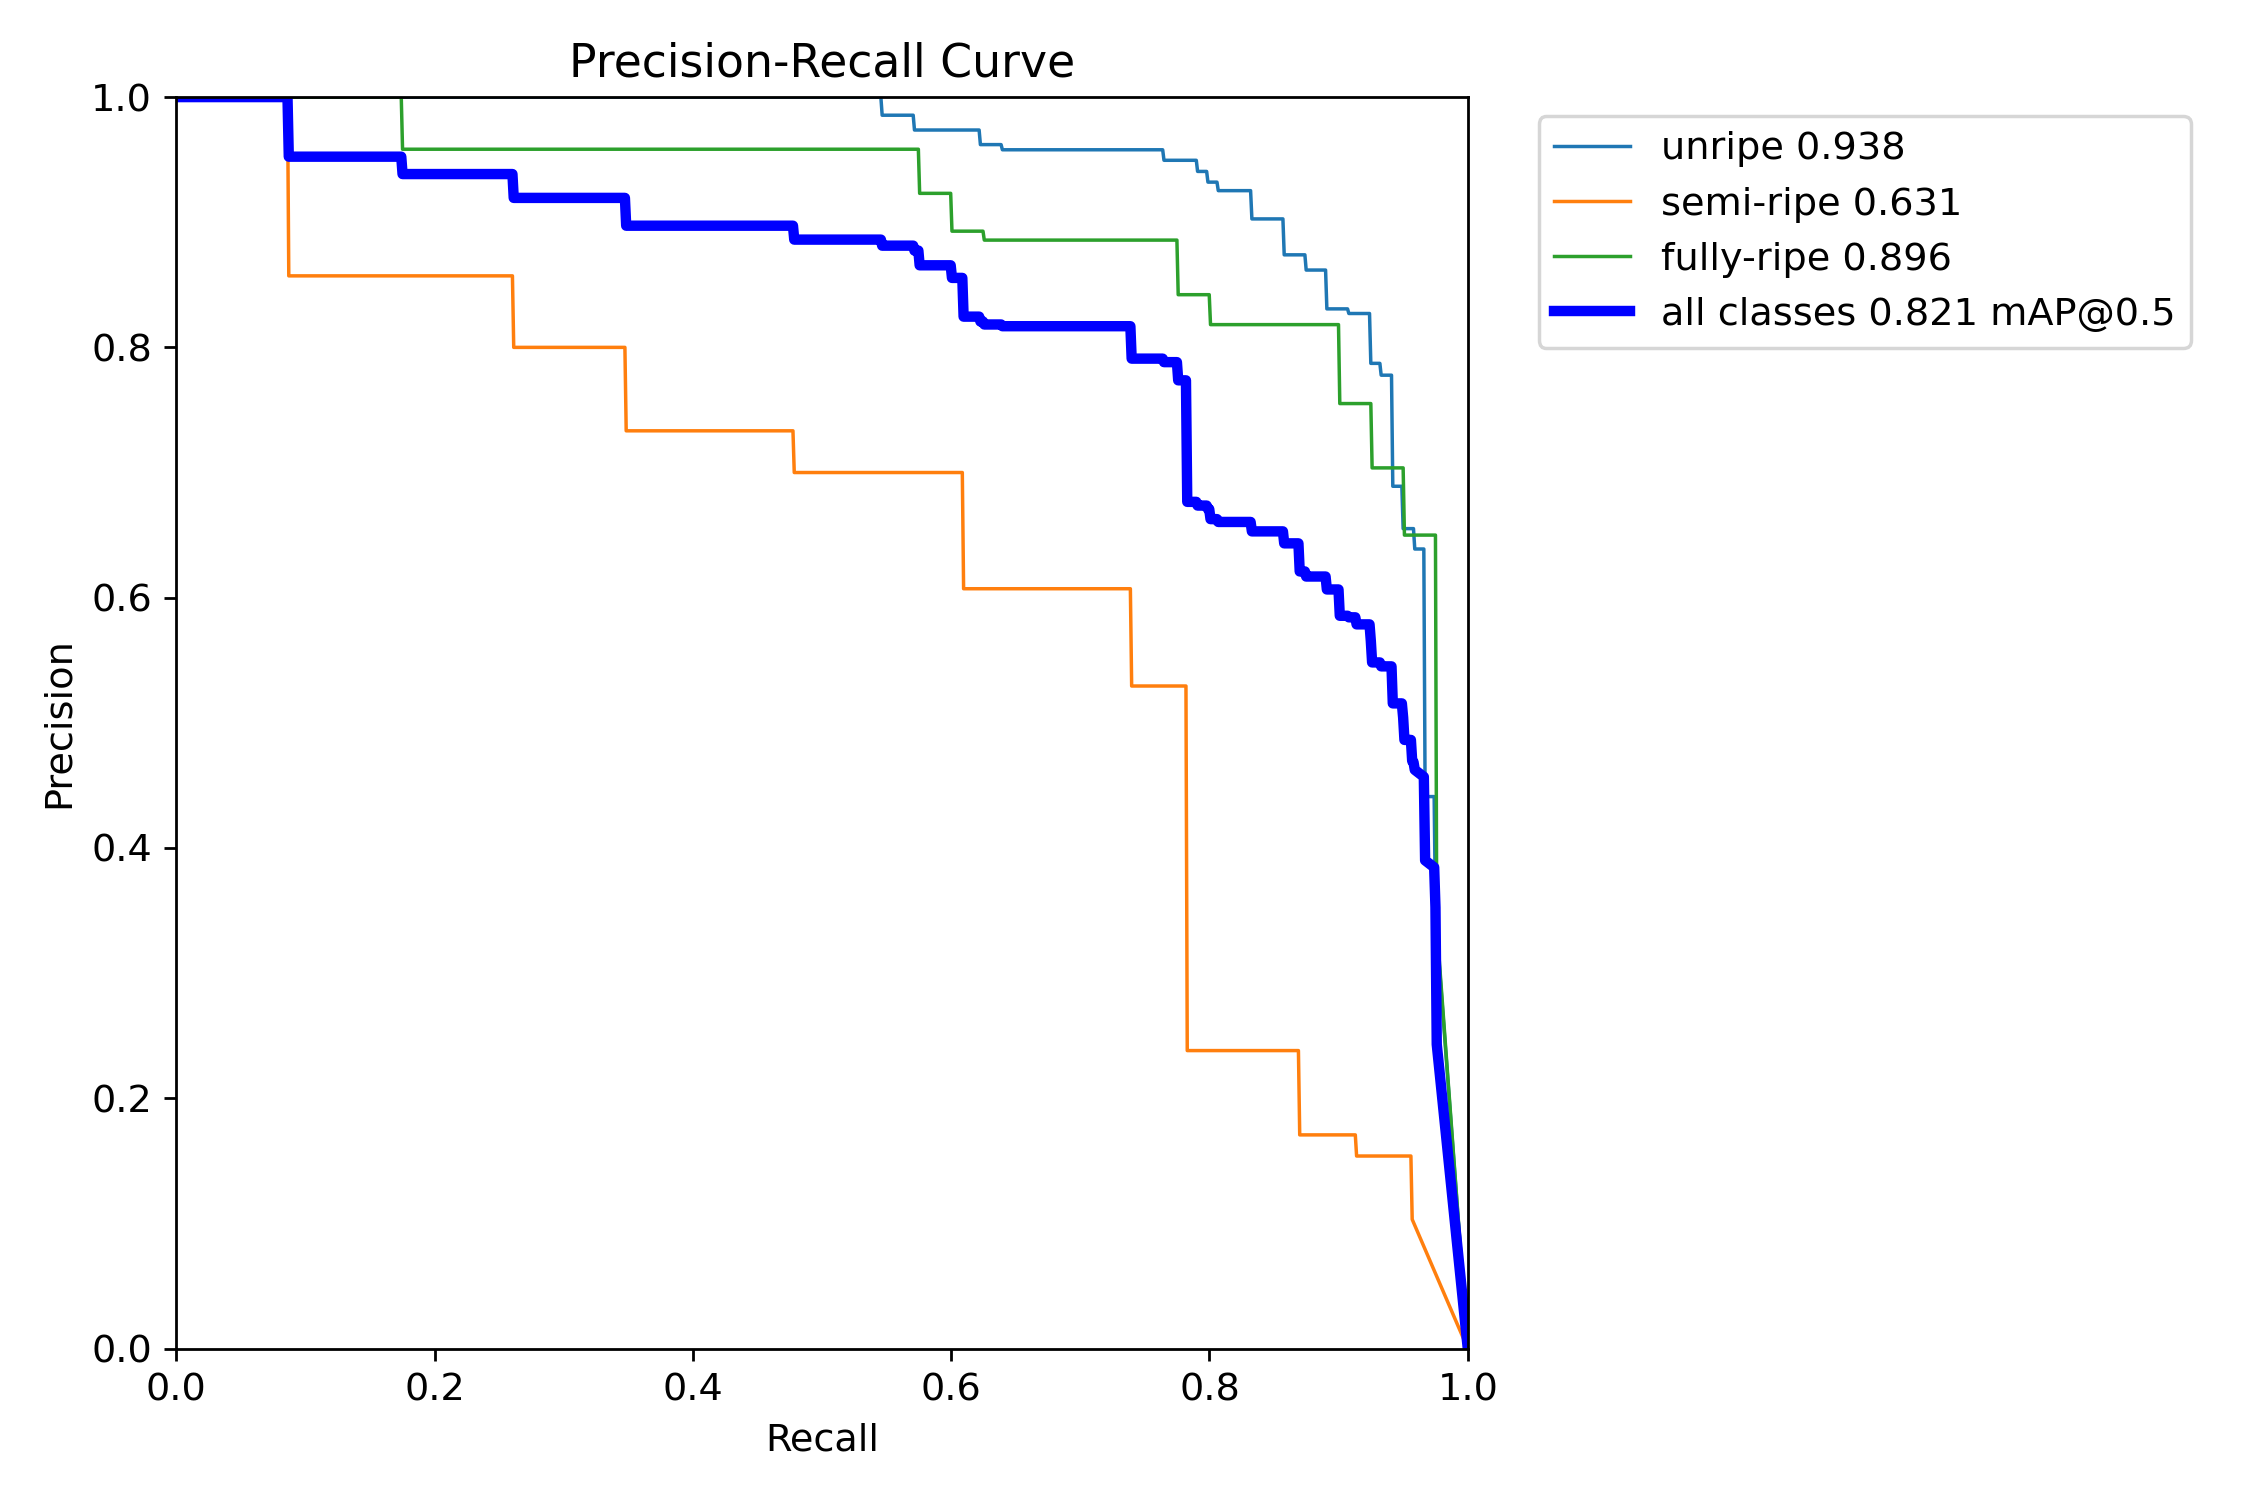 Precision-Recall Curve
1.0
0.8
0.6
0.4
0.2
0.0
Precision
0.0 0.2 0.4 0.6 0.8 1.0
Recall
unripe 0.938
semi-ripe 0.631
fully-ripe 0.896
all classes 0.821 mAP@0.5